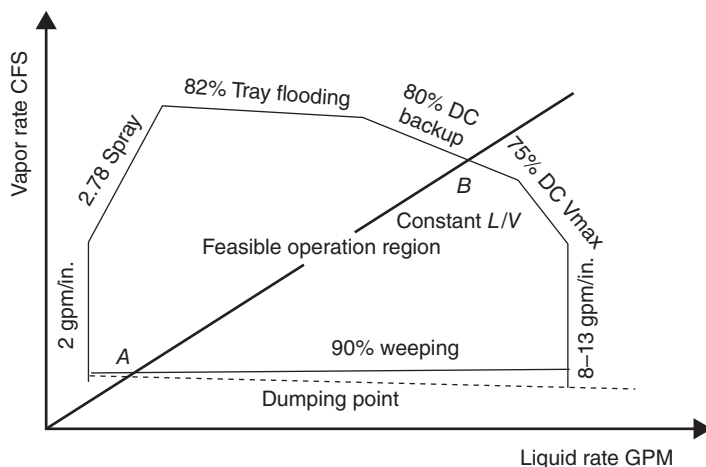 Vapor rate CFS
82% Tray flooding
80% DC
backup
2.78 Spray
75% DC Vmax
B
Constant L/V
Feasible operation region
2 gpm/in.
8–13 gpm/in.
A
90% weeping
Dumping point
Liquid rate GPM